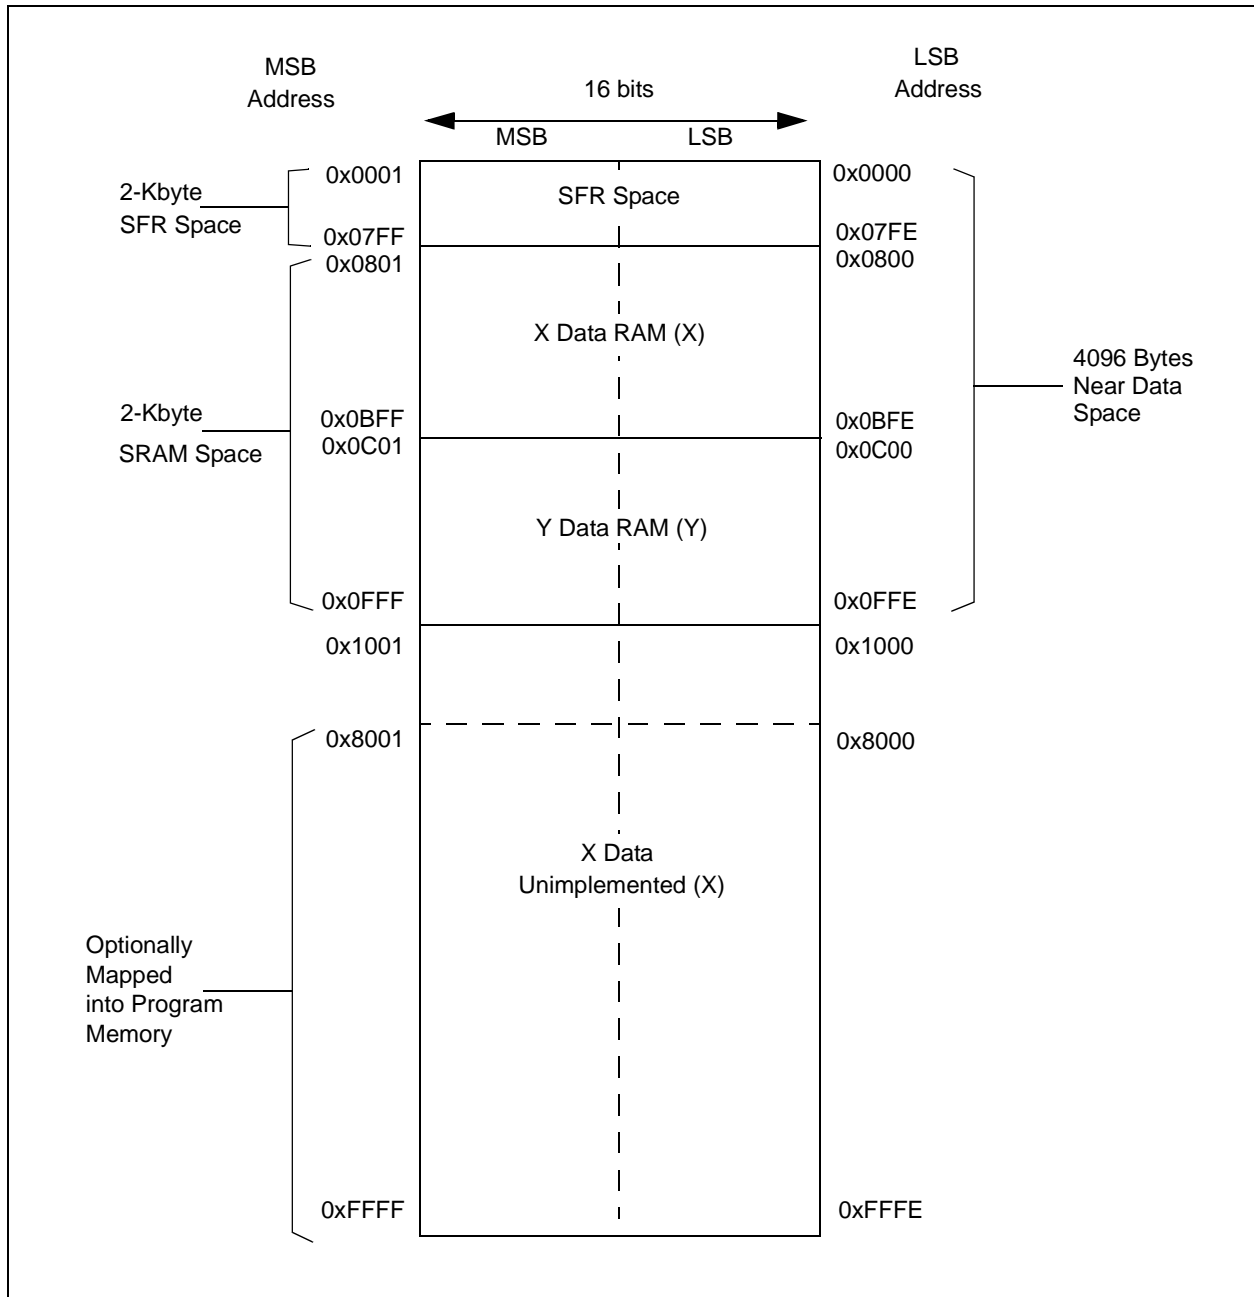 MSB
Address
LSB
Address
16 bits
MSB
LSB
2-Kbyte
SFR Space
0x0001
0x07FF
0x0801
SFR Space
0x0000
0x07FE
0x0800
X Data RAM (X)
2-Kbyte
SRAM Space
0x0BFF
0x0C01
0x0BFE
0x0C00
4096 Bytes
Near Data
Space
Y Data RAM (Y)
0x0FFF
0x0FFE
0x1001
0x1000
0x8001
0x8000
X Data
Unimplemented (X)
Optionally
Mapped
into Program
Memory
0xFFFF
0xFFFE